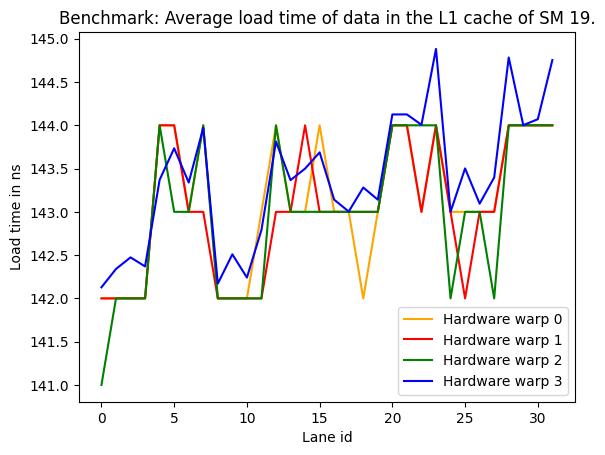 Benchmark: Average load time of data in the L1 cache of SM 19.
145.0
144.5
144.0
143.5
143.0
142.5
142.0
141.5
141.0
Load time in ns
Hardware warp 0
Hardware warp 1
Hardware warp 2
Hardware warp 3
0 5 10 15 20 25 30
Lane id